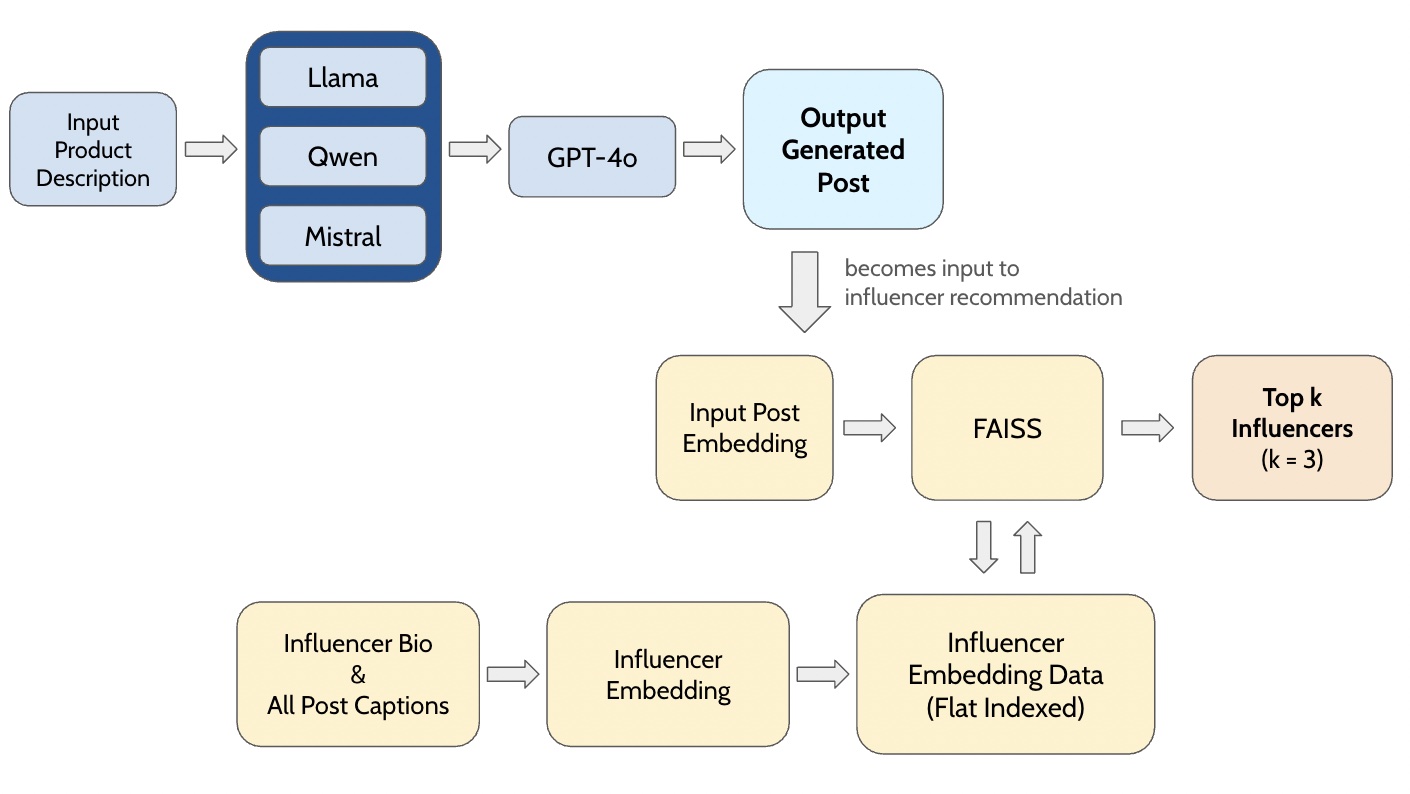 Input
Product
Description
Llama
Qwen
Mistral
GPT-4o
Output
Generated
Post
becomes input to
influencer recommendation
Input Post
Embedding
FAISS
Top k
Influencers
(k = 3)
Influencer Bio
&
All Post Captions
Influencer
Embedding
Influencer
Embedding Data
(Flat Indexed)